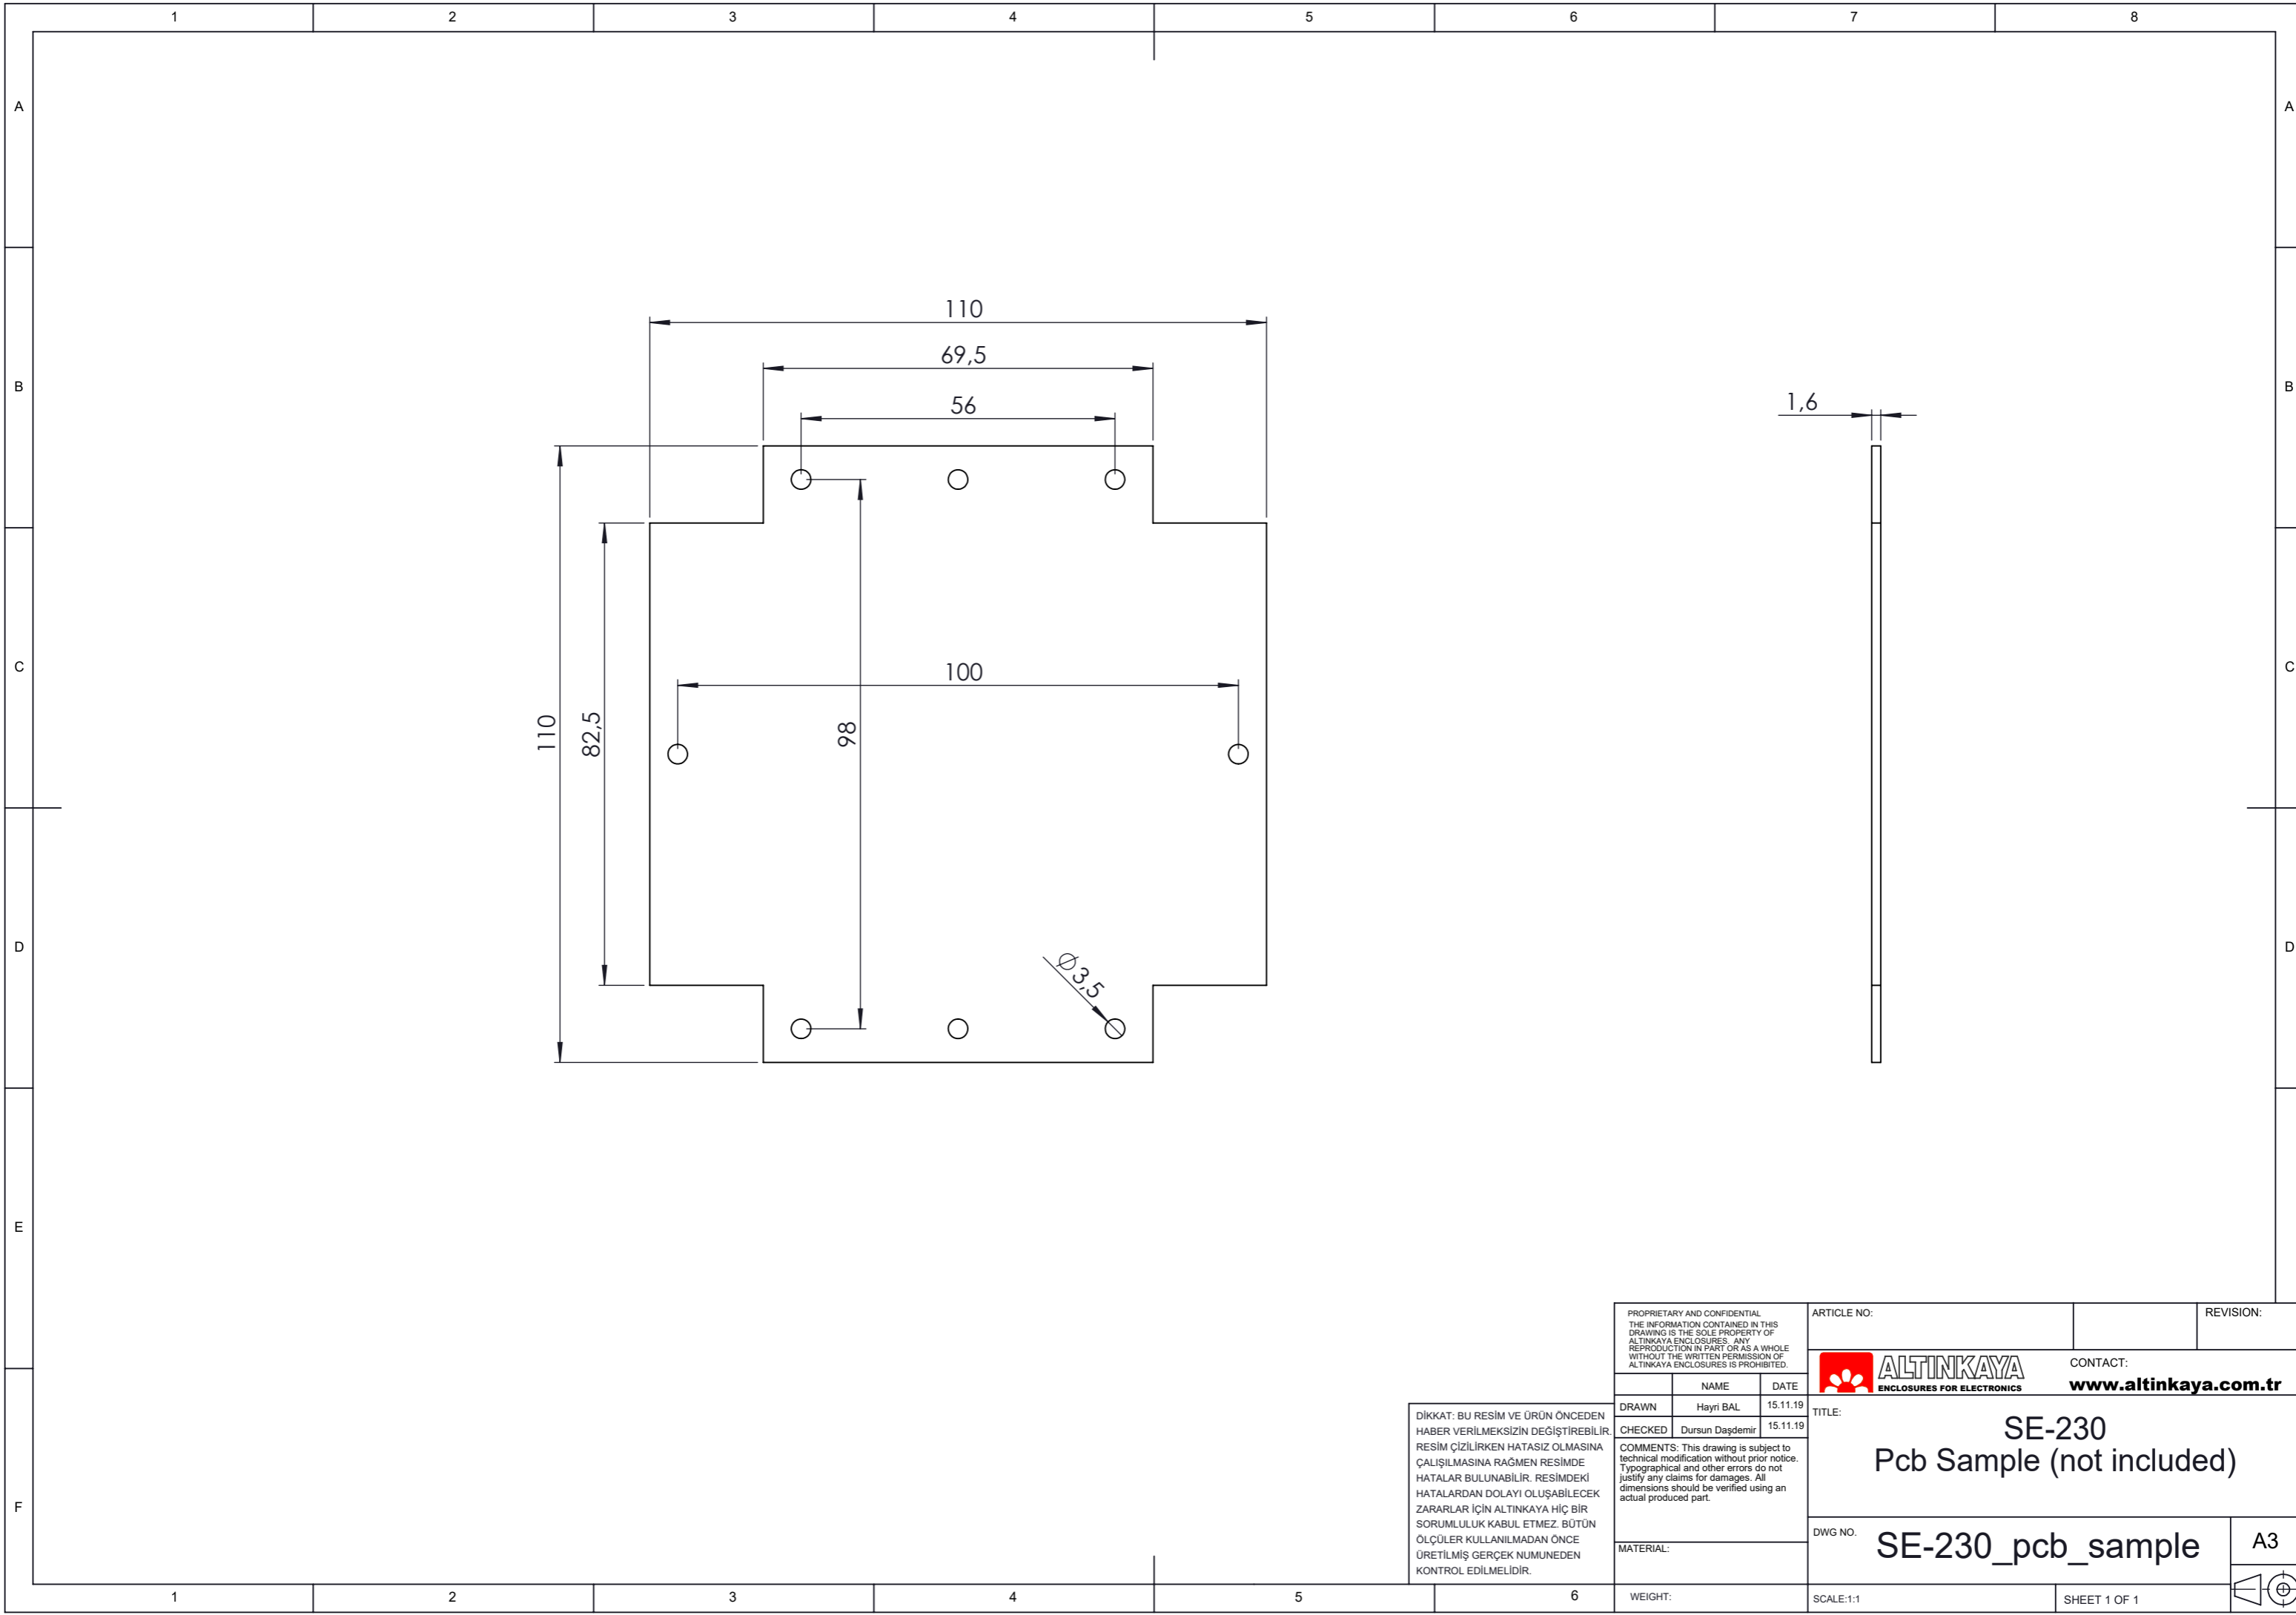 1 2 3 4 5 6 7 8
A A
B B
C C
D D
E
F
110
69,5
56
1,6
100
110
82,5
98
Ø3,5
PROPRIETARY AND CONFIDENTIAL
THE INFORMATION CONTAINED IN THIS
DRAWING IS THE SOLE PROPERTY OF
ALTINKAYA ENCLOSURES. ANY
REPRODUCTION IN PART OR AS A WHOLE
WITHOUT THE WRITTEN PERMISSION OF
ALTINKAYA ENCLOSURES IS PROHIBITED.
ARTICLE NO:
REVISION:
ALTINKAYA
ENCLOSURES FOR ELECTRONICS
CONTACT:
www.altinkaya.com.tr
NAME DATE
DRAWN Hayri BAL 15.11.19
CHECKED Dursun Daşdemir 15.11.19
COMMENTS: This drawing is subject to
technical modification without prior notice.
Typographical and other errors do not
justify any claims for damages. All
dimensions should be verified using an
actual produced part.
MATERIAL:
WEIGHT:
TITLE:
SE-230
Pcb Sample (not included)
DWG NO.
SE-230_pcb_sample
A3
SCALE:1:1
SHEET 1 OF 1
DİKKAT: BU RESİM VE ÜRÜN ÖNCEDEN
HABER VERİLMEKSİZİN DEĞİŞTİREBİLİR.
RESİM ÇİZİLİRKEN HATASIZ OLMASINA
ÇALIŞILMASINA RAĞMEN RESİMDE
HATALAR BULUNABİLİR. RESİMDEKİ
HATALARDAN DOLAYI OLUŞABİLECEK
ZARARLAR İÇİN ALTINKAYA HİÇ BİR
SORUMLULUK KABUL ETMEZ. BÜTÜN
ÖLÇÜLER KULLANILMADAN ÖNCE
ÜRETİLMİŞ GERÇEK NUMUNEDEN
KONTROL EDİLMELİDİR.
1 2 3 4 5 6